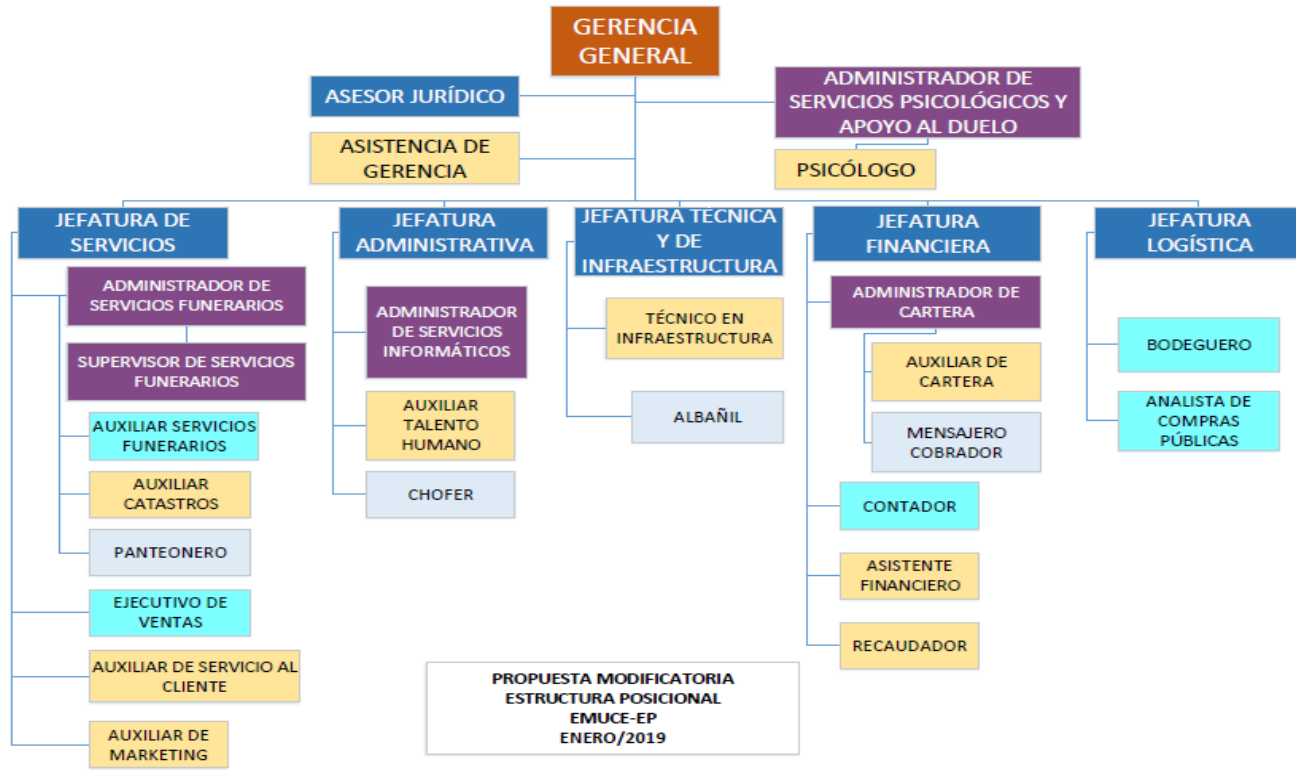 GERENCIA
GENERAL
ASESOR JURÍDICO
ADMINISTRADOR DE
SERVICIOS PSICOLÓGICOS Y
APOYO AL DUELO
ASISTENCIA DE
GERENCIA
PSICÓLOGO
JEFATURA DE
SERVICIOS
ADMINISTRADOR DE
SERVICIOS FUNERARIOS
SUPERVISOR DE SERVICIOS
FUNERARIOS
AUXILIAR SERVICIOS
FUNERARIOS
AUXILIAR
CATASTROS
PANTEONERO
EJECUTIVO DE
VENTAS
AUXILIAR DE SERVICIO AL
CLIENTE
AUXILIAR DE
MARKETING
JEFATURA
ADMINISTRATIVA
ADMINISTRADOR
DE SERVICIOS
INFORMÁTICOS
AUXILIAR
TALENTO
HUMANO
CHOFER
JEFATURA TÉCNICA
Y DE
INFRAESTRUCTURA
TÉCNICO EN
INFRAESTRUCTURA
ALBAÑIL
JEFATURA
FINANCIERA
ADMINISTRADOR DE
CARTERA
AUXILIAR DE
CARTERA
MENSAJERO
COBRADOR
CONTADOR
ASISTENTE
FINANCIERO
RECAUDADOR
JEFATURA
LOGÍSTICA
BODEGUERO
ANALISTA DE
COMPRAS
PÚBLICAS
PROPUESTA MODIFICATORIA
ESTRUCTURA POSICIONAL
EMUCE-EP
ENERO/2019